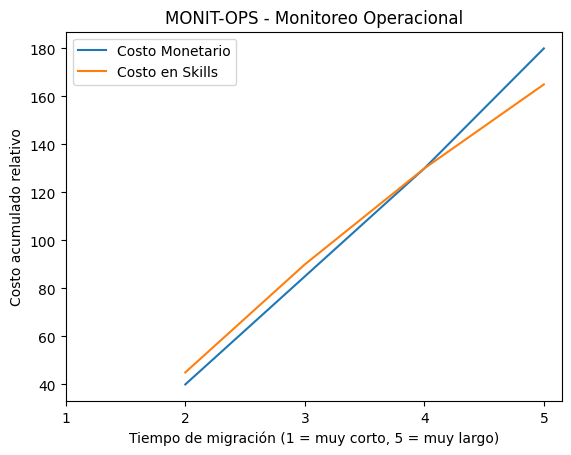 MONIT-OPS - Monitoreo Operacional
Costo Monetario
Costo en Skills
Costo acumulado relativo
180
160
140
120
100
80
60
40
1 2 3 4 5
Tiempo de migración (1 = muy corto, 5 = muy largo)